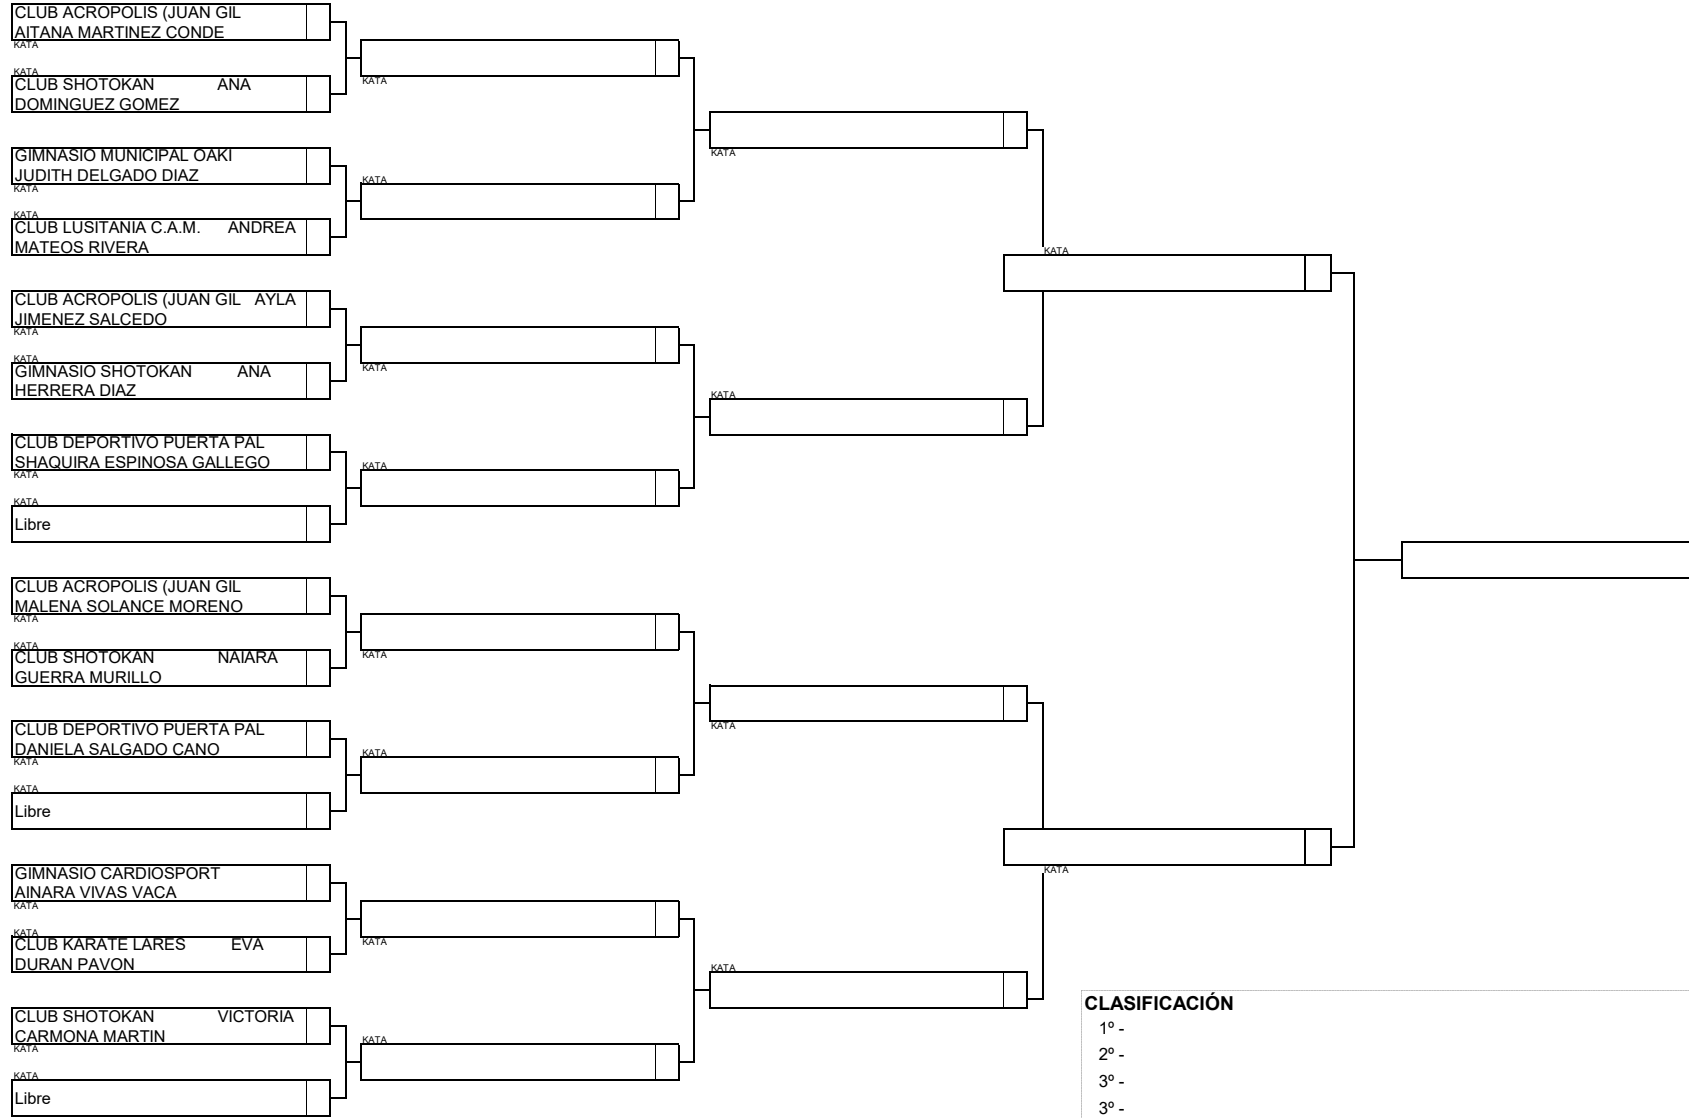 CLUB ACROPOLIS (JUAN GIL
AITANA MARTINEZ CONDE
KATA
KATA
CLUB SHOTOKAN ANA
DOMINGUEZ GOMEZ
GIMNASIO MUNICIPAL OAKI
JUDITH DELGADO DIAZ
KATA
KATA
CLUB LUSITANIA C.A.M. ANDREA
MATEOS RIVERA
CLUB ACROPOLIS (JUAN GIL AYLA
JIMENEZ SALCEDO
KATA
KATA
GIMNASIO SHOTOKAN ANA
HERRERA DIAZ
CLUB DEPORTIVO PUERTA PAL
SHAQUIRA ESPINOSA GALLEGO
KATA
KATA
Libre
CLUB ACROPOLIS (JUAN GIL
MALENA SOLANCE MORENO
KATA
KATA
CLUB SHOTOKAN NAIARA
GUERRA MURILLO
CLUB DEPORTIVO PUERTA PAL
DANIELA SALGADO CANO
KATA
KATA
Libre
GIMNASIO CARDIOSPORT
AINARA VIVAS VACA
KATA
KATA
CLUB KARATE LARES EVA
DURAN PAVON
CLUB SHOTOKAN VICTORIA
CARMONA MARTIN
KATA
KATA
Libre
KATA
KATA
KATA
KATA
KATA
KATA
KATA
KATA
KATA
KATA
KATA
KATA
KATA
KATA
CLASIFICACIÓN
1º -
2º -
3º -
3º -